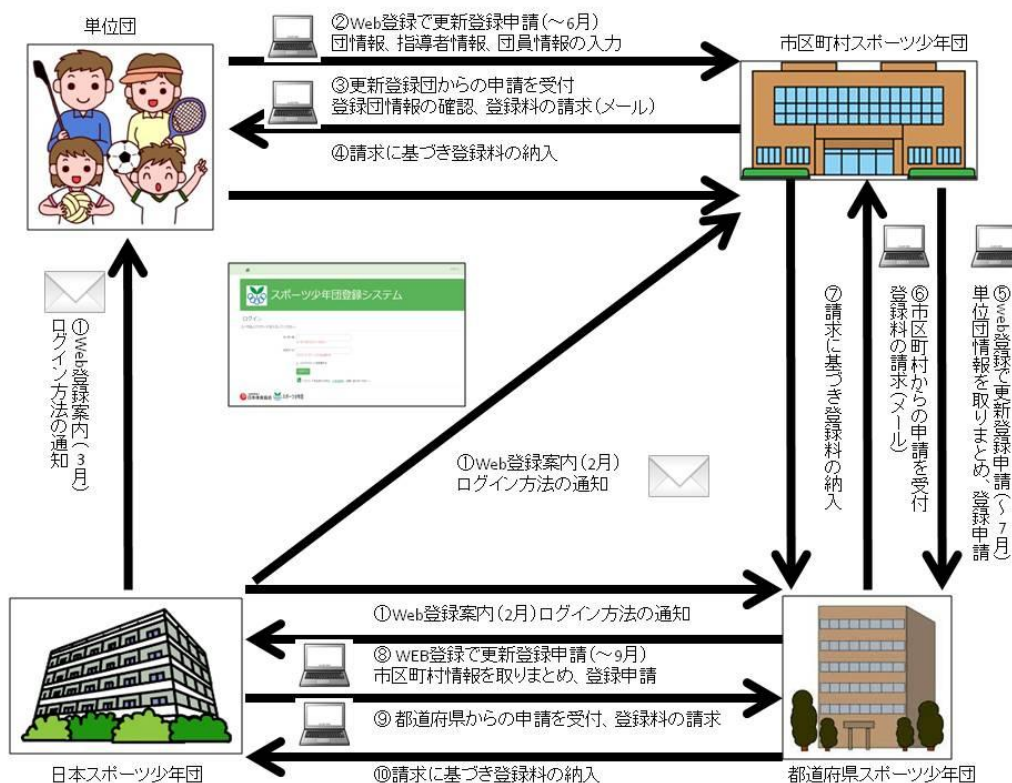 単位団
②Web登録で更新登録申請(～6月)
団情報、指導者情報、団員情報の入力
市区町村スポーツ少年団
③更新登録団からの申請を受付
登録団情報の確認、登録料の請求(メール)
④請求に基づき登録料の納入
①Web登録案内(3月)
ログイン方法の通知
スポーツ少年団登録システム
ログイン
①Web登録案内(2月)
ログイン方法の通知
⑦請求に基づき登録料の納入
⑥市区町村からの申請を受付
登録料の請求(メール)
⑤Web登録で更新登録申請(～7月)
単位団情報を取りまとめ、登録申請
①Web登録案内(2月)ログイン方法の通知
⑧ WEB登録で更新登録申請(～9月)
市区町村情報を取りまとめ、登録申請
⑨ 都道府県からの申請を受付、登録料の請求
⑩請求に基づき登録料の納入
日本スポーツ少年団
都道府県スポーツ少年団